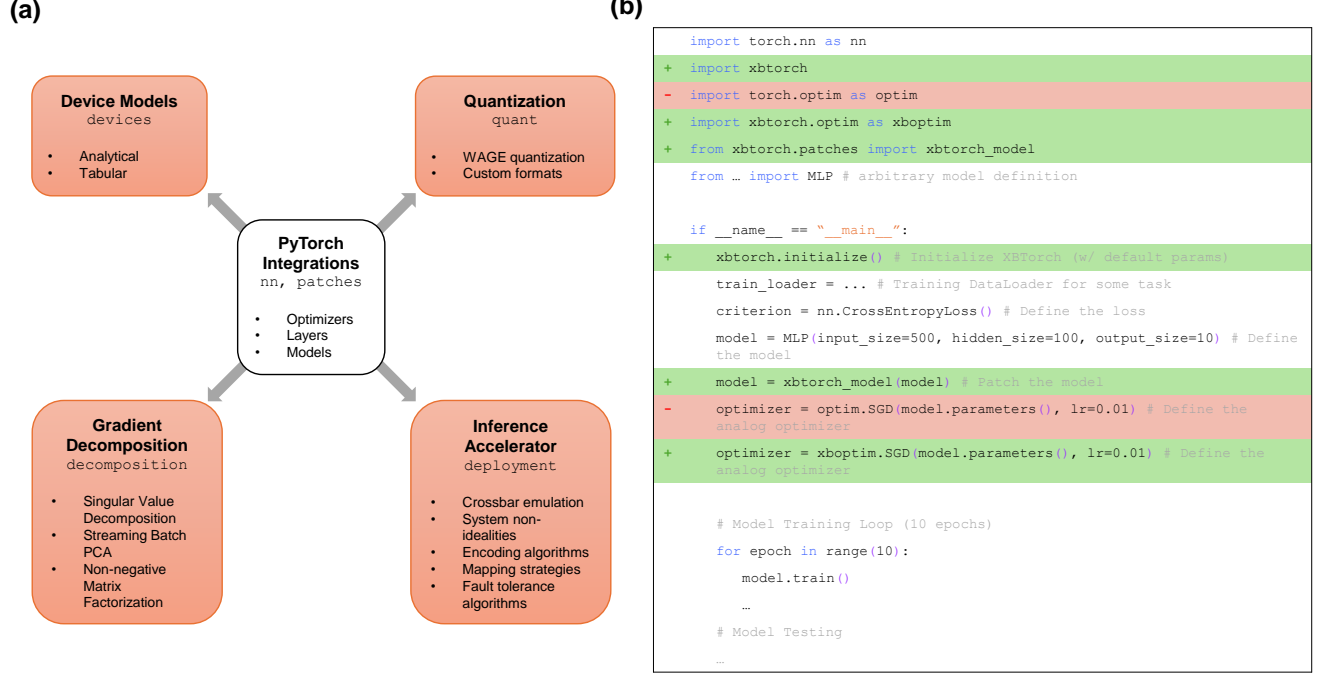 (a)
Device Models
devices
• Analytical
• Tabular
Quantization
quant
• WAGE quantization
• Custom formats
PyTorch
Integrations
nn, patches
• Optimizers
• Layers
• Models
Gradient
Decomposition
decomposition
• Singular Value
Decomposition
• Streaming Batch
PCA
• Non-negative
Matrix
Factorization
Inference
Accelerator
deployment
• Crossbar emulation
• System non-
idealities
• Encoding algorithms
• Mapping strategies
• Fault tolerance
algorithms
(b)
import torch.nn as nn
+ import xbtorch
- import torch.optim as optim
+ import xbtorch.optim as xboptim
+ from xbtorch.patches import xbtorch_model
from … import MLP # arbitrary model definition
if __name__ == “__main__”:
+ xbtorch.initialize() # Initialize XBTorch (w/ default params)
train_loader = ... # Training DataLoader for some task
criterion = nn.CrossEntropyLoss() # Define the loss
model = MLP(input_size=500, hidden_size=100, output_size=10) # Define
the model
+ model = xbtorch_model(model) # Patch the model
- optimizer = optim.SGD(model.parameters(), lr=0.01) # Define the
analog optimizer
+ optimizer = xboptim.SGD(model.parameters(), lr=0.01) # Define the
analog optimizer
# Model Training Loop (10 epochs)
for epoch in range(10):
model.train()
…
# Model Testing
…